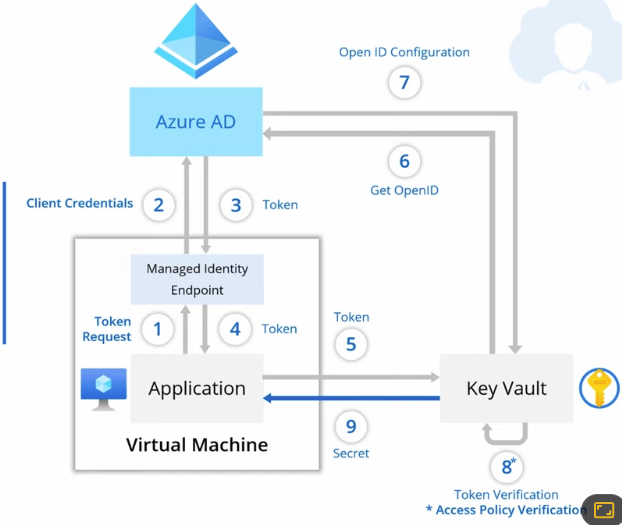 Open ID Configuration
7
Azure AD
6
Get OpenID
Client Credentials
2
3
Token
Managed Identity
Endpoint
Token
Request
1
4
Token
Token
5
Application
Key Vault
Virtual Machine
9
Secret
8*
Token Verification
* Access Policy Verification